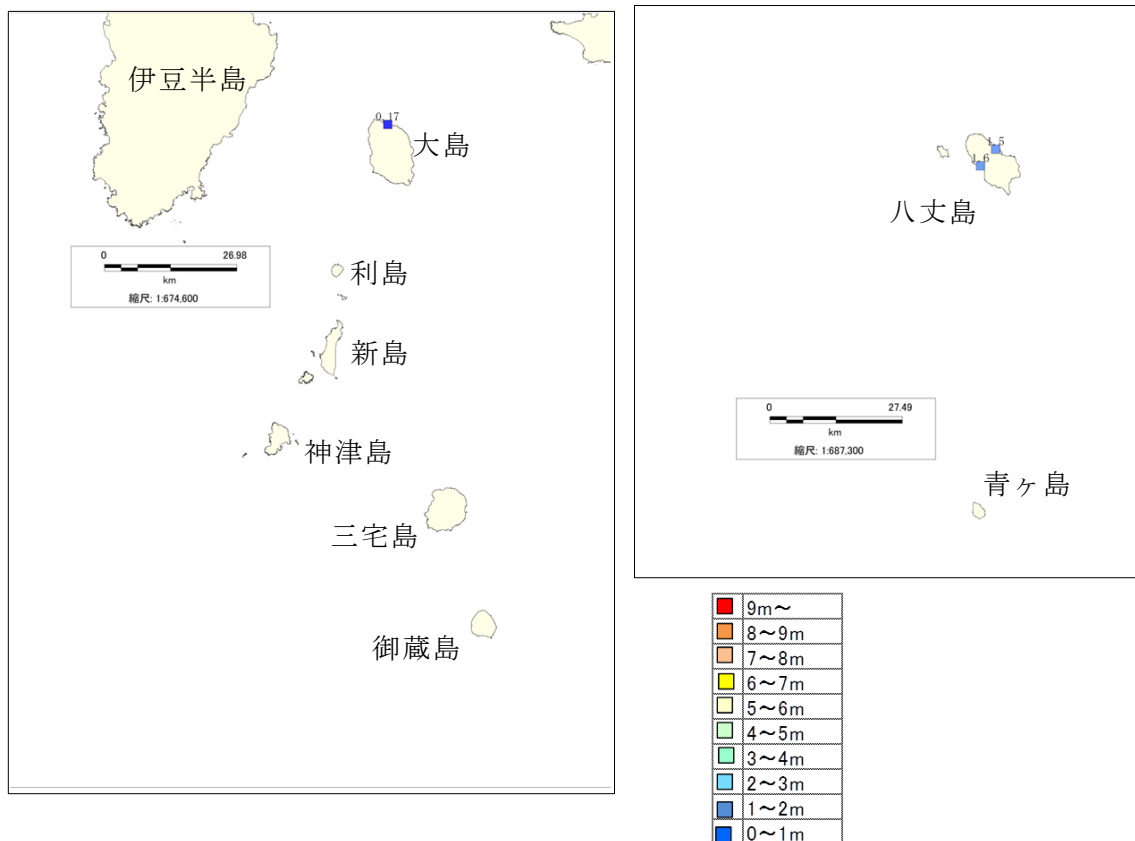 伊豆半島
0.17
大島
0 26.98
km
縮尺: 1:674,600
利島
新島
神津島
三宅島
御蔵島
1.5
1.6
八丈島
0 27.49
km
縮尺: 1:687,300
青ヶ島
9m～
8～9m
7～8m
6～7m
5～6m
4～5m
3～4m
2～3m
1～2m
0～1m